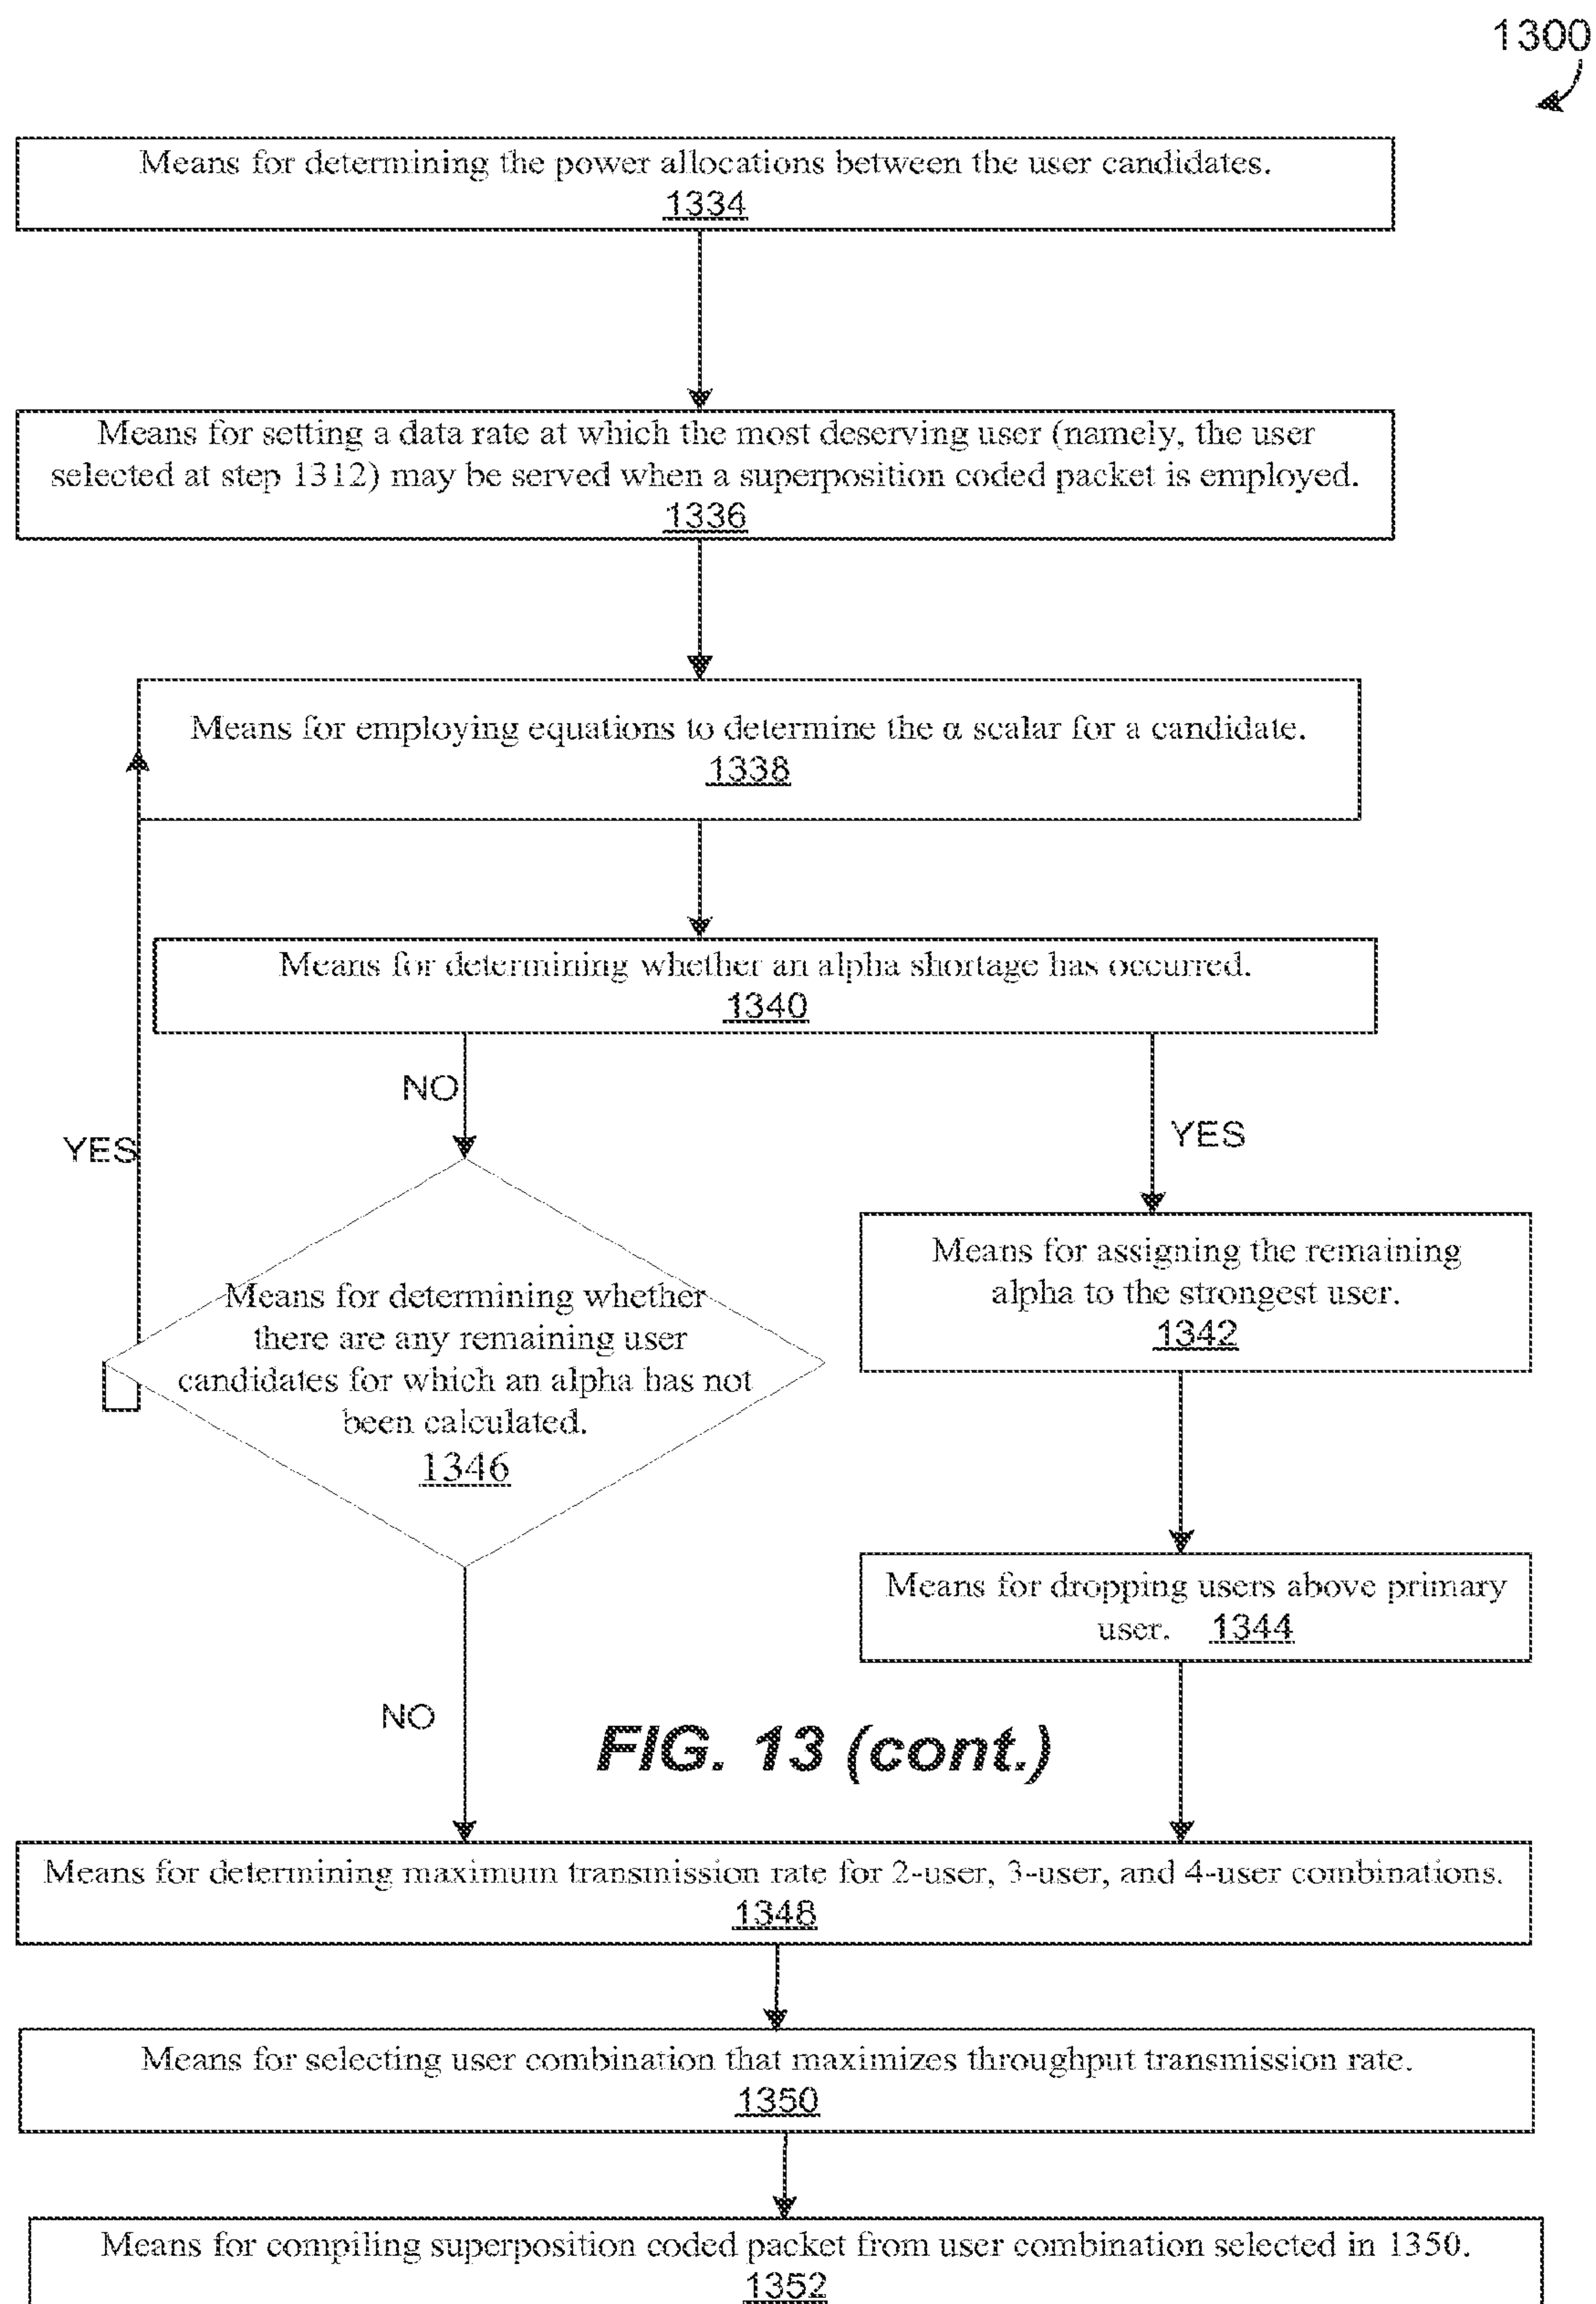 1300
Means for determining the power allocations between the user candidates.
1334
Means for setting a data rate at which the most deserving user (namely, the user
selected at step 1312) may be served when a superposition coded packet is employed.
1336
Means for employing equations to determine the α scalar for a candidate.
1338
Means for determining whether an alpha shortage has occurred.
1340
NO
YES
YES
Means for assigning the remaining
alpha to the strongest user.
1342
Means for determining whether
there are any remaining user
candidates for which an alpha has not
been calculated.
1346
Means for dropping users above primary
user. 1344
NO
FIG. 13 (cont.)
Means for determining maximum transmission rate for 2-user, 3-user, and 4-user combinations.
1348
Means for selecting user combination that maximizes throughput transmission rate.
1350
Means for compiling superposition coded packet from user combination selected in 1350.
1352